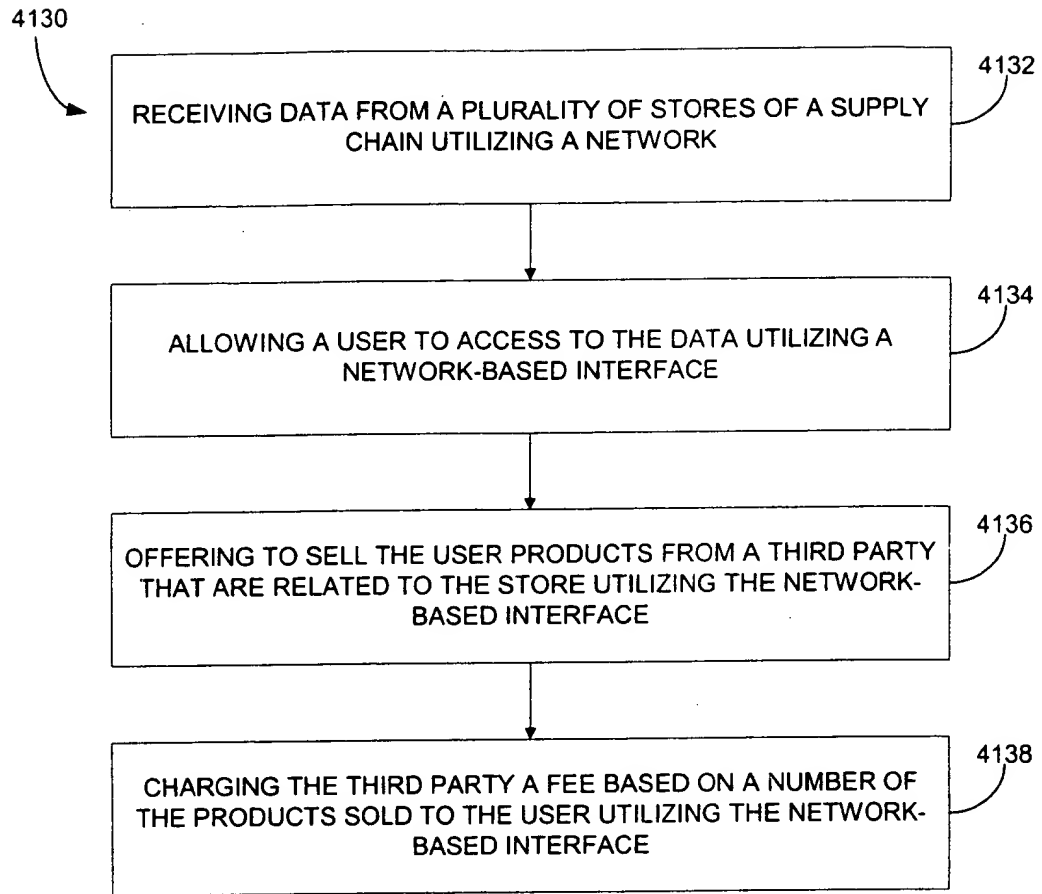 4130
4132
RECEIVING DATA FROM A PLURALITY OF STORES OF A SUPPLY
CHAIN UTILIZING A NETWORK
4134
ALLOWING A USER TO ACCESS TO THE DATA UTILIZING A
NETWORK-BASED INTERFACE
4136
OFFERING TO SELL THE USER PRODUCTS FROM A THIRD PARTY
THAT ARE RELATED TO THE STORE UTILIZING THE NETWORK-
BASED INTERFACE
4138
CHARGING THE THIRD PARTY A FEE BASED ON A NUMBER OF
THE PRODUCTS SOLD TO THE USER UTILIZING THE NETWORK-
BASED INTERFACE